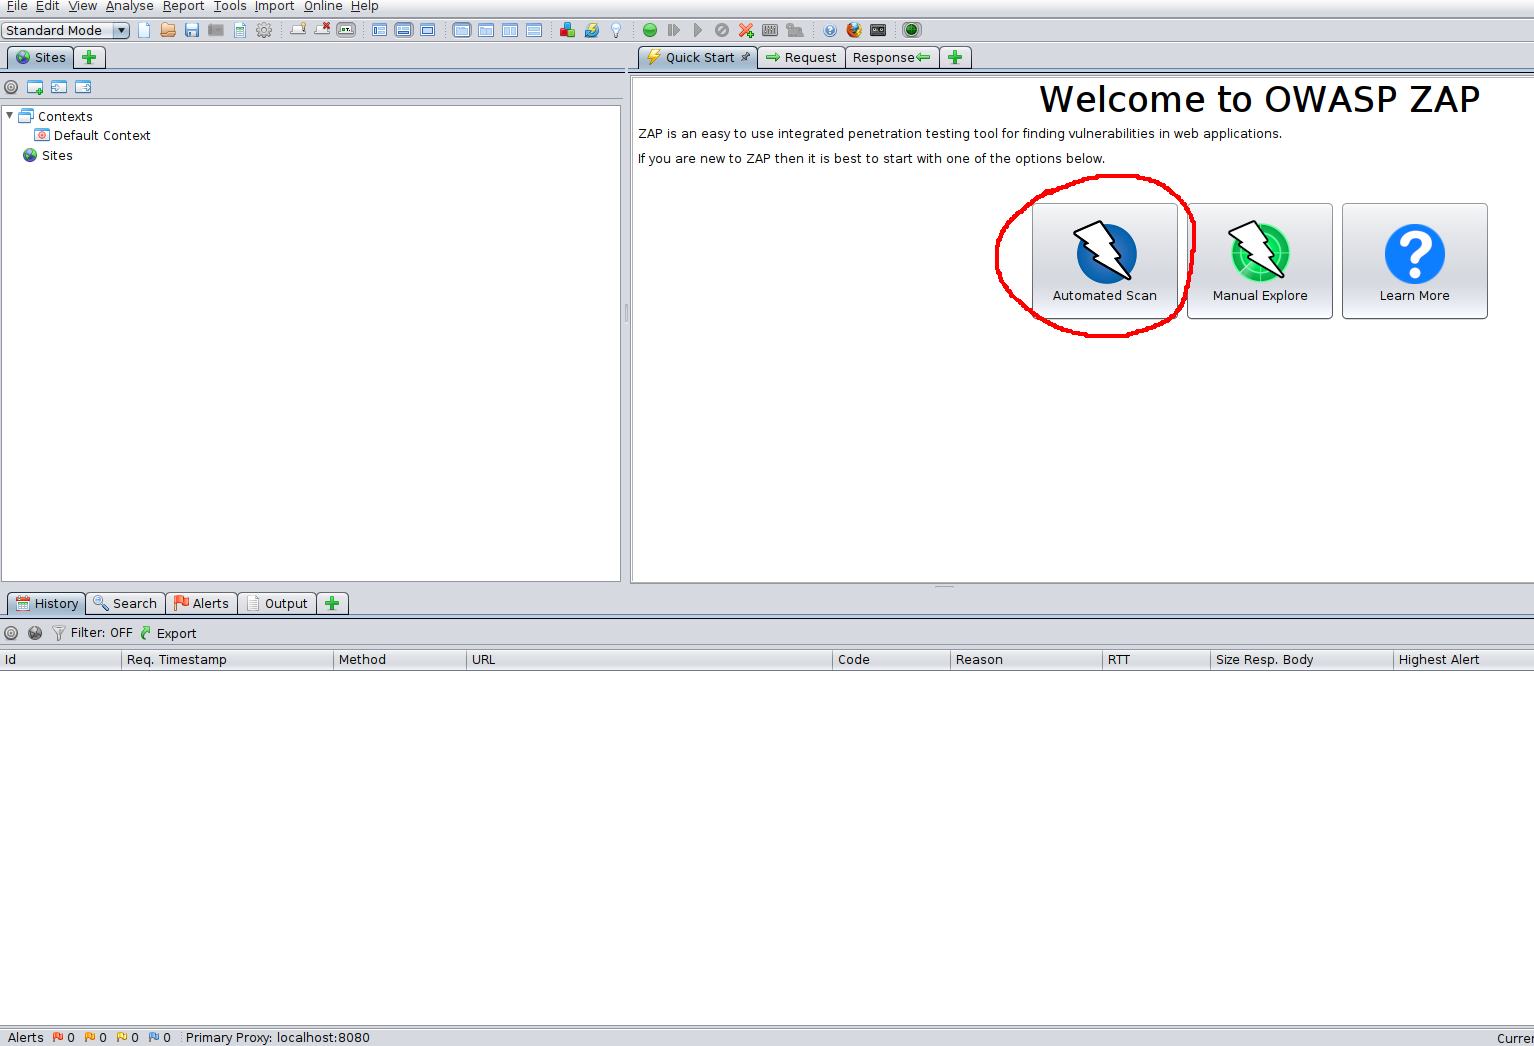 File Edit View Analyse Report Tools Import Online Help
Standard Mode
Sites
Quick Start Request Response
Contexts
Default Context
Sites
Welcome to OWASP ZAP
ZAP is an easy to use integrated penetration testing tool for finding vulnerabilities in web applications.
If you are new to ZAP then it is best to start with one of the options below.
Automated Scan Manual Explore Learn More
History Search Alerts Output
Filter: OFF Export
Id Req. Timestamp Method URL Code Reason RTT Size Resp. Body Highest Alert
Alerts 0 0 0 0 Primary Proxy: localhost:8080 Curren